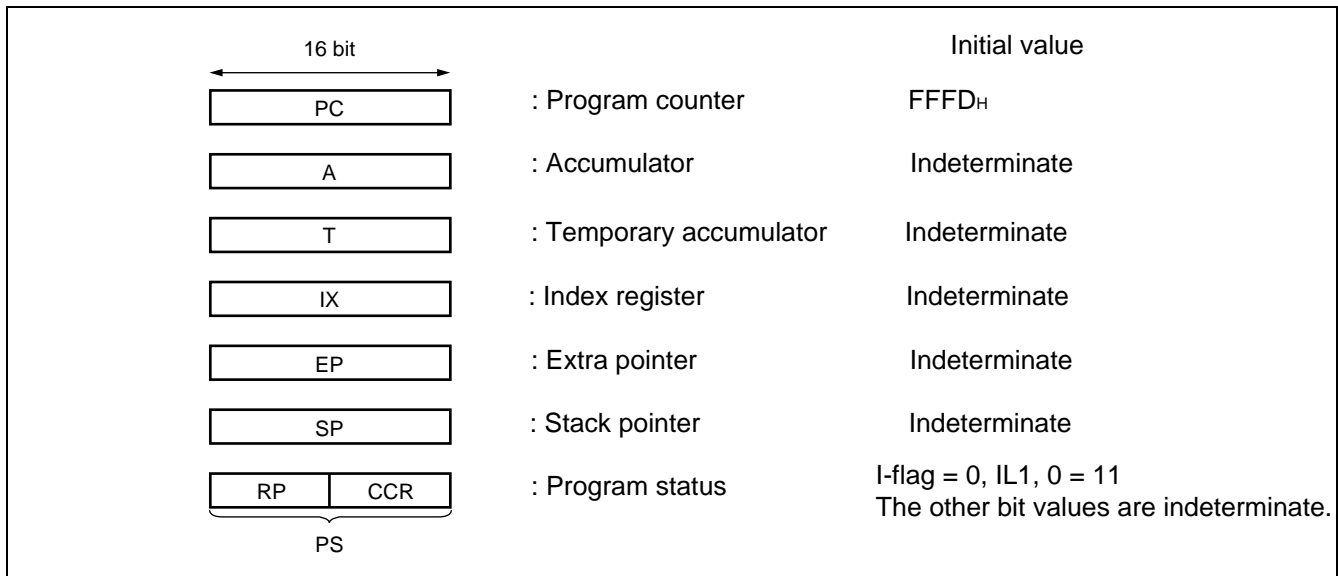 16 bit Initial value
PC : Program counter FFFDH
A : Accumulator Indeterminate
T : Temporary accumulator Indeterminate
IX : Index register Indeterminate
EP : Extra pointer Indeterminate
SP : Stack pointer Indeterminate
RP CCR : Program status I-flag = 0, IL1, 0 = 11
The other bit values are indeterminate.
PS